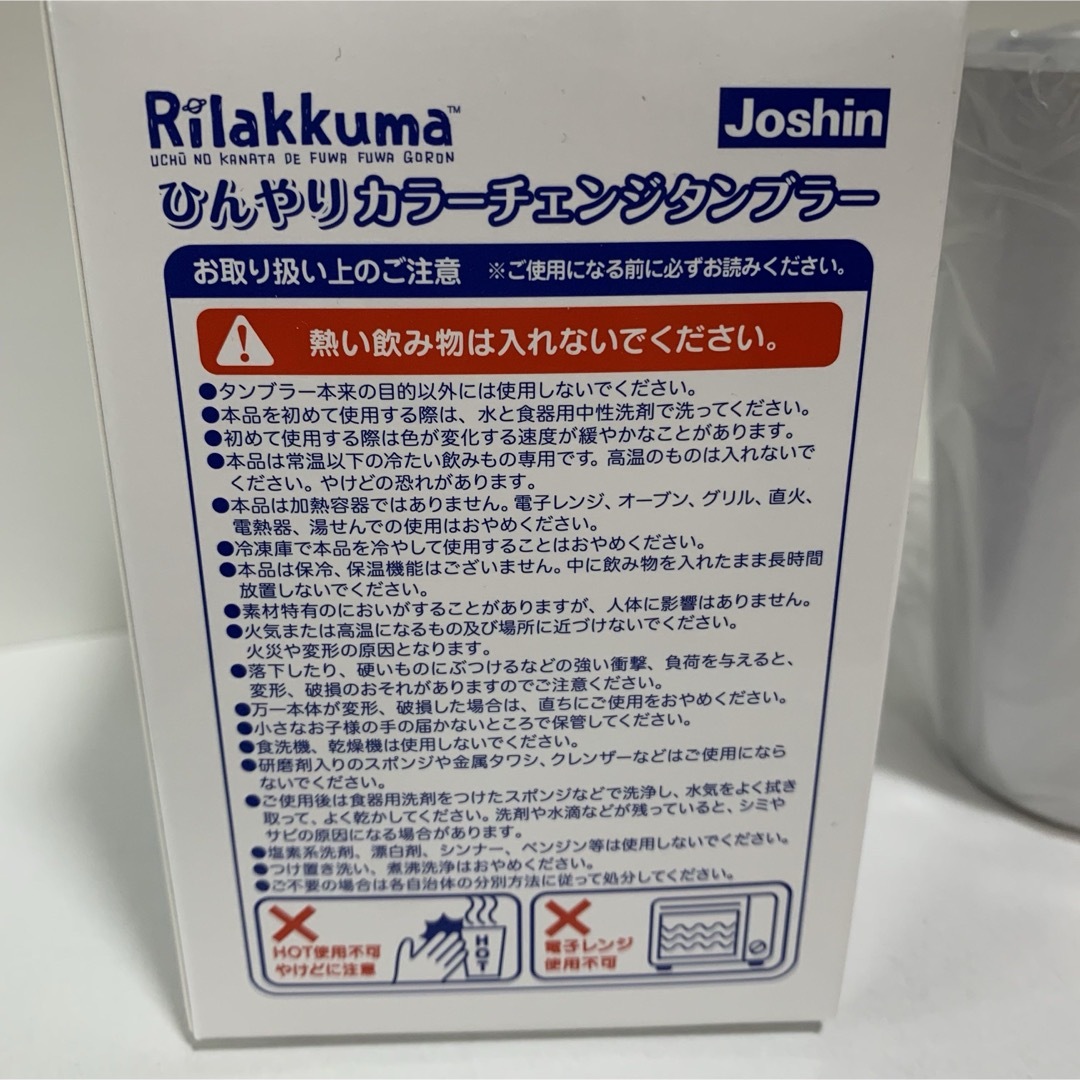 Rilakkuma™
UCHŪ NO KANATA DE FUWA FUWA GORON
Joshin
ひんやりカラーチェンジタンブラー
お取り扱い上のご注意 ※ご使用になる前に必ずお読みください。
熱い飲み物は入れないでください。
●タンブラー本来の目的以外には使用しないでください。
●本品を初めて使用する際は、水と食器用中性洗剤で洗ってください。
●初めて使用する際は色が変化する速度が緩やかなことがあります。
●本品は常温以下の冷たい飲みもの専用です。高温のものは入れないで
ください。やけどの恐れがあります。
●本品は加熱容器ではありません。電子レンジ、オーブン、グリル、直火、
電熱器、湯せんでの使用はおやめください。
●冷凍庫で本品を冷やして使用することはおやめください。
●本品は保冷、保温機能はございません。中に飲み物を入れたまま長時間
放置しないでください。
●素材特有のにおいがすることがありますが、人体に影響はありません。
●火気または高温になるもの及び場所に近づけないでください。
火災や変形の原因となります。
●落下したり、硬いものにぶつけるなどの強い衝撃、負荷を与えると、
変形、破損のおそれがありますのでご注意ください。
●万一本体が変形、破損した場合は、直ちにご使用をおやめください。
●小さなお子様の手の届かないところで保管してください。
●食洗機、乾燥機は使用しないでください。
●研磨剤入りのスポンジや金属タワシ、クレンザーなどはご使用になら
ないでください。
●ご使用後は食器用洗剤をつけたスポンジなどで洗浄し、水気をよく拭き
取って、よく乾かしてください。洗剤や水滴などが残っていると、シミや
サビの原因になる場合があります。
●塩素系洗剤、漂白剤、シンナー、ベンジン等は使用しないでください。
●つけ置き洗い、煮沸洗浄はおやめください。
●ご不要の場合は各自治体の分別方法に従って処分してください。
HOT使用不可
やけどに注意
HOT
電子レンジ
使用不可